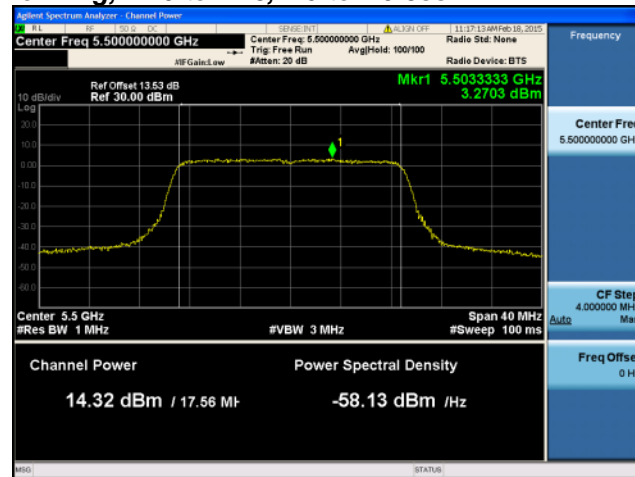 Agilent Spectrum Analyzer - Channel Power
RL RF 50 Ω DC SENSE:INT ALIGN OFF 11:17:13 AM Feb 18, 2015
Center Freq 5.500000000 GHz Center Freq: 5.500000000 GHz Radio Std: None Frequency
Trig: Free Run Avg|Hold: 100/100
#IFGain:Low #Atten: 20 dB Radio Device: BTS
Mkr1 5.5033333 GHz
3.2703 dBm
Ref Offset 13.53 dB
10 dB/div Ref 30.00 dBm
Log
20.0
10.0
0.00
-10.0
-20.0
-30.0
-40.0
-50.0
-60.0
1
Center Fre
5.500000000 GH
Center 5.5 GHz Span 40 MHz
#Res BW 1 MHz #VBW 3 MHz #Sweep 100 ms
CF Step
4.000000 MH
Auto Ma
Channel Power Power Spectral Density
14.32 dBm / 17.56 MH -58.13 dBm /Hz
Freq Offse
0 H
MSG STATUS